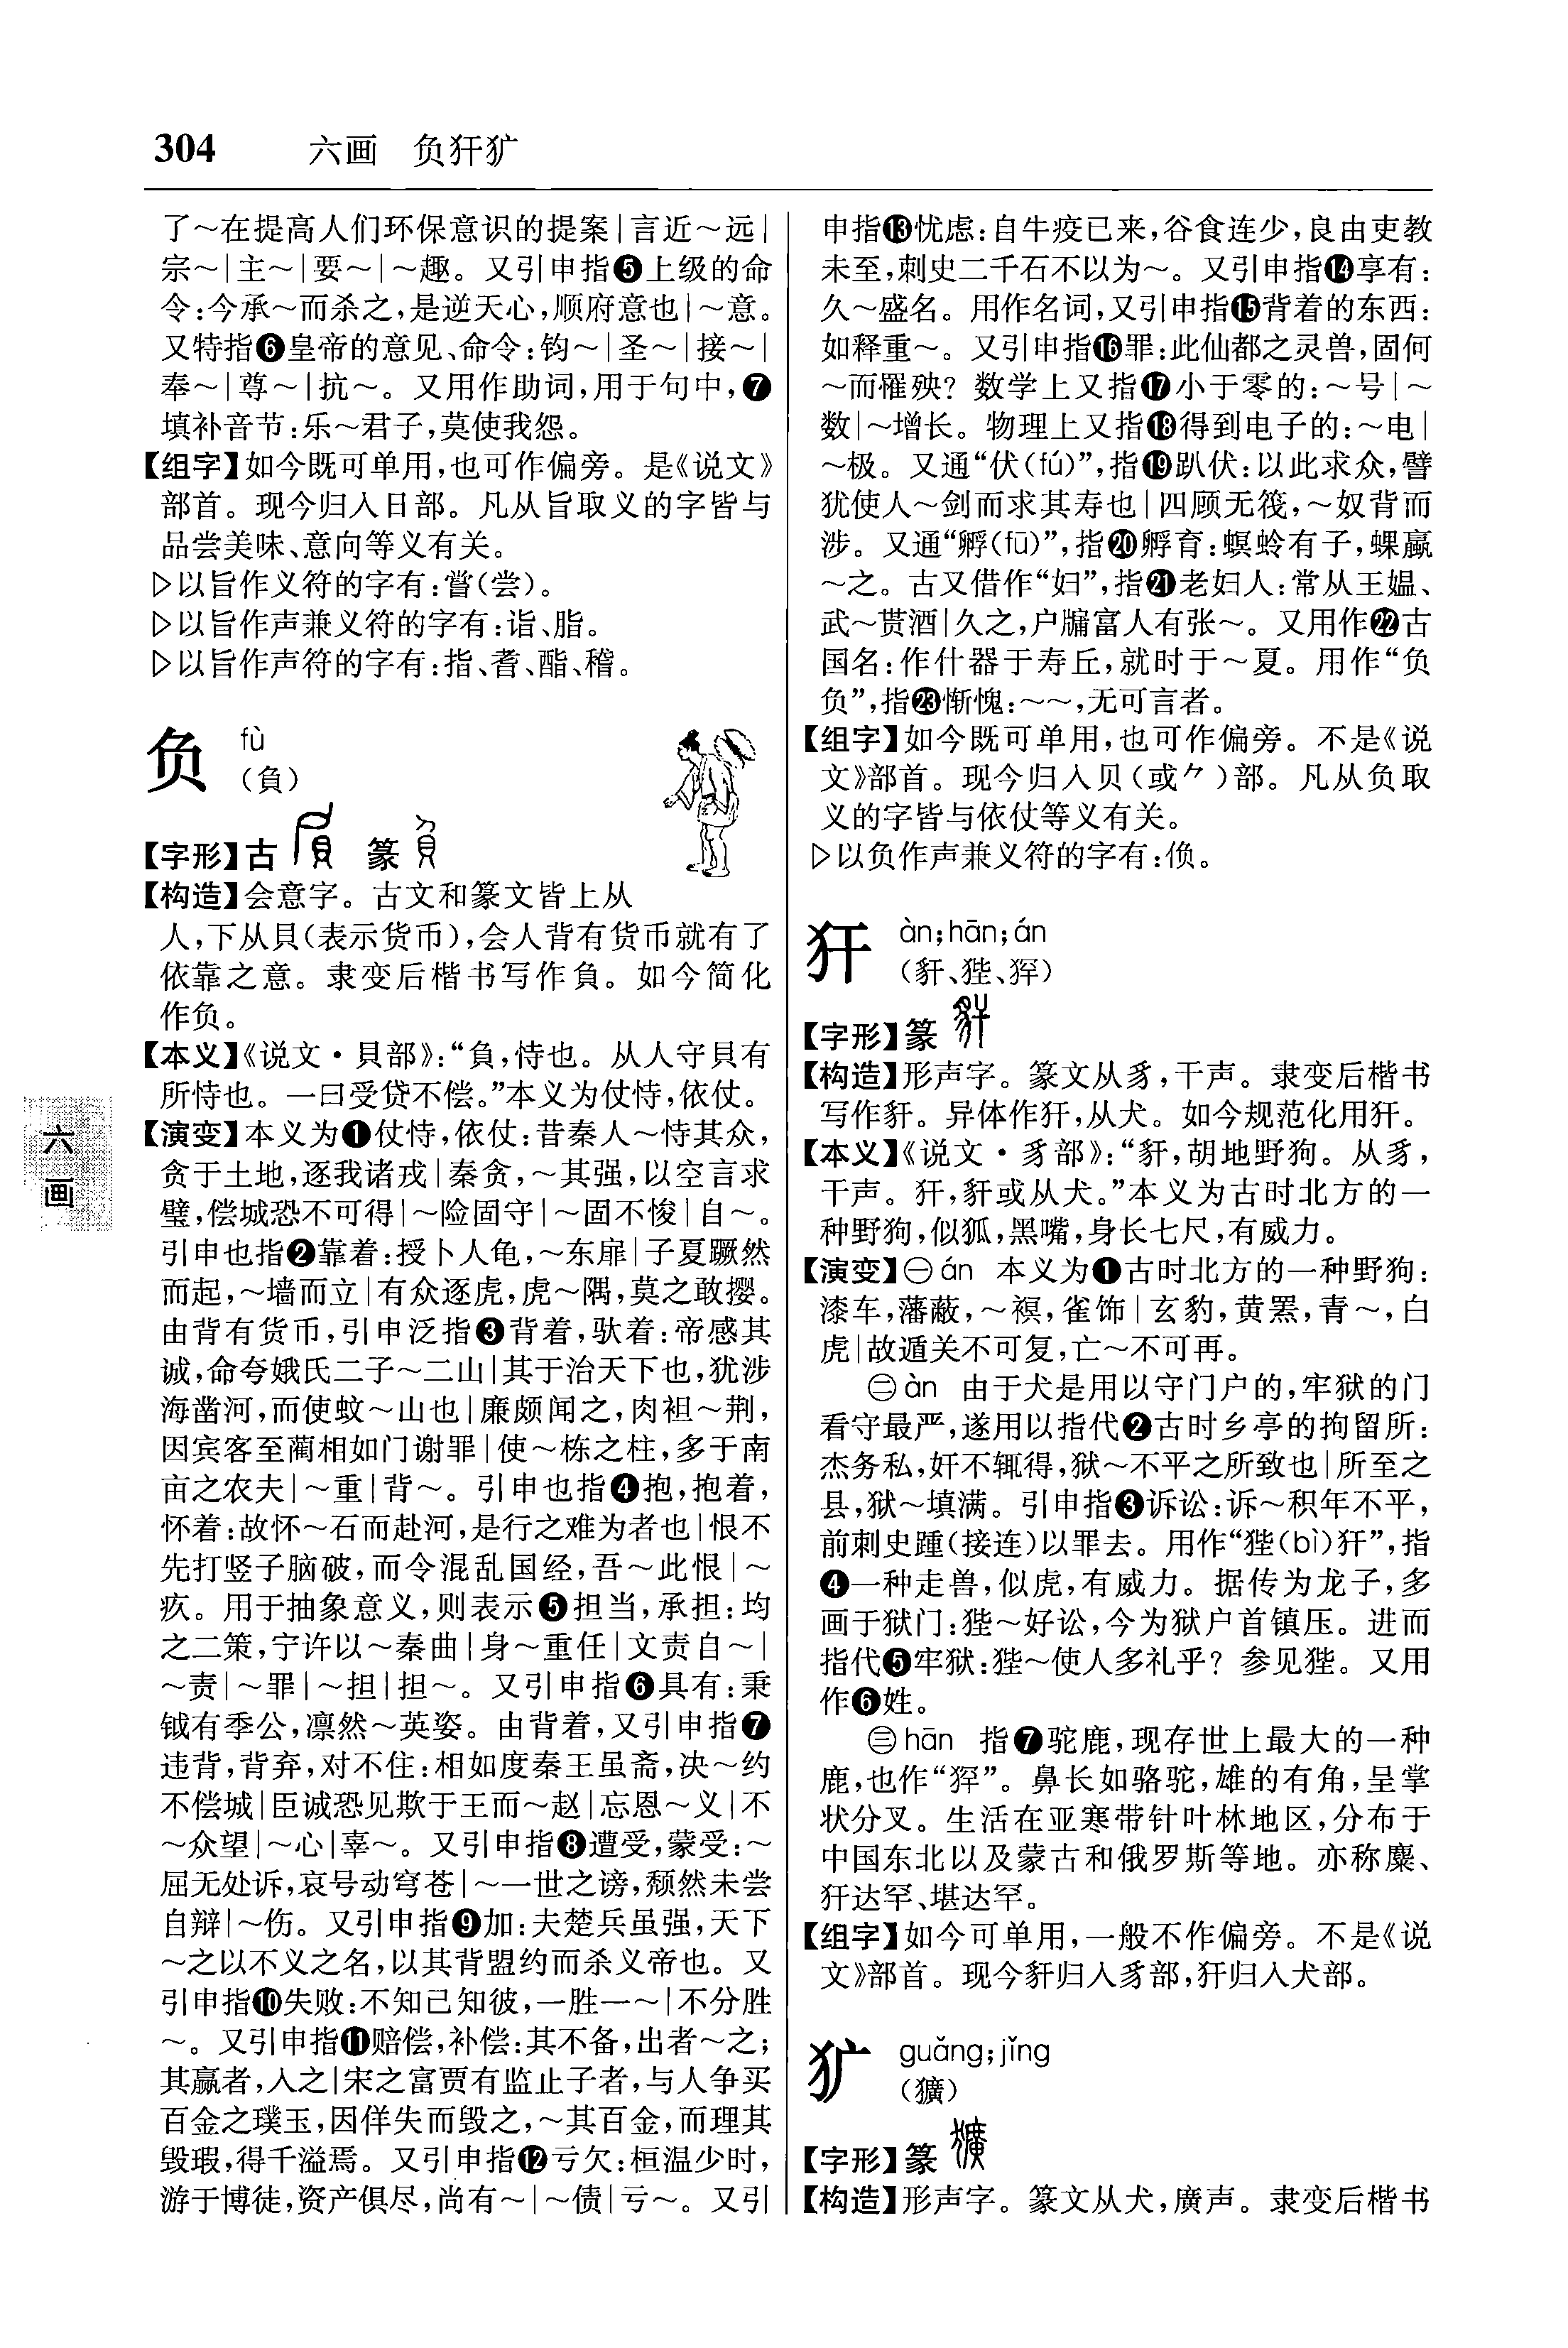 304 六画 负犴犷
了～在提高人们环保意识的提案|言近～远|
宗～|主～|要～|～趣。又引申指❺上级的命
令:今承～而杀之,是逆天心,顺府意也|～意。
又特指❻皇帝的意见、命令:钧～|圣～|接～|
奉～|尊～|抗～。又用作助词,用于句中,❼
填补音节:乐～君子,莫使我怨。
【组字】如今既可单用,也可作偏旁。是《说文》
部首。现今归入日部。凡从旨取义的字皆与
品尝美味、意向等义有关。
▷以旨作义符的字有:嘗(尝)。
▷以旨作声兼义符的字有:诣、脂。
▷以旨作声符的字有:指、耆、酯、稽。
负 fù
(負)
【字形】古 篆
【构造】会意字。古文和篆文皆上从
人,下从貝(表示货币),会人背有货币就有了
依靠之意。隶变后楷书写作負。如今简化
作负。
【本义】《说文·貝部》:“負,恃也。从人守貝有
所恃也。一曰受贷不偿。”本义为仗恃,依仗。
【演变】本义为❶仗恃,依仗:昔秦人～恃其众,
贪于土地,逐我诸戎|秦贪,～其强,以空言求
璧,偿城恐不可得|～险固守|～固不悛|自～。
引申也指❷靠着:授卜人龟,～东扉|子夏蹶然
而起,～墙而立|有众逐虎,虎～隅,莫之敢撄。
由背有货币,引申泛指❸背着,驮着:帝感其
诚,命夸娥氏二子～二山|其于治天下也,犹涉
海凿河,而使蚊～山也|廉颇闻之,肉袒～荆,
因宾客至蔺相如门谢罪|使～栋之柱,多于南
亩之农夫|～重|背～。引申也指❹抱,抱着,
怀着:故怀～石而赴河,是行之难为者也|恨不
先打竖子脑破,而令混乱国经,吾～此恨|～
疚。用于抽象意义,则表示❺担当,承担:均
之二策,宁许以～秦曲|身～重任|文责自～|
～责|～罪|～担|担～。又引申指❻具有:秉
钺有季公,凛然～英姿。由背着,又引申指❼
违背,背弃,对不住:相如度秦王虽斋,决～约
不偿城|臣诚恐见欺于王而～赵|忘恩～义|不
～众望|～心|辜～。又引申指❽遭受,蒙受:～
屈无处诉,哀号动穹苍|～一世之谤,颓然未尝
自辩|～伤。又引申指❾加:夫楚兵虽强,天下
～之以不义之名,以其背盟约而杀义帝也。又
引申指❿失败:不知己知彼,一胜一～|不分胜
～。又引申指⓫赔偿,补偿:其不备,出者～之;
其赢者,入之|宋之富贾有监止子者,与人争买
百金之璞玉,因佯失而毁之,～其百金,而理其
毁瑕,得千溢焉。又引申指⓬亏欠:桓温少时,
游于博徒,资产俱尽,尚有～|～债|亏～。又引
申指⓭忧虑:自牛疫已来,谷食连少,良由吏教
未至,刺史二千石不以为～。又引申指⓮享有:
久～盛名。用作名词,又引申指⓯背着的东西:
如释重～。又引申指⓰罪:此仙都之灵兽,固何
～而罹殃?数学上又指⓱小于零的:～号|～
数|～增长。物理上又指⓲得到电子的:～电|
～极。又通“伏(fú)”,指⓳趴伏:以此求众,譬
犹使人～剑而求其寿也|四顾无筏,～奴背而
涉。又通“孵(fū)”,指⓴孵育:螟蛉有子,蜾蠃
～之。古又借作“妇”,指㉑老妇人:常从王媪、
武～贳酒|久之,户牖富人有张～。又用作㉒古
国名:作什器于寿丘,就时于～夏。用作“负
负”,指㉓惭愧:～～,无可言者。
【组字】如今既可单用,也可作偏旁。不是《说
文》部首。现今归入贝(或⺈)部。凡从负取
义的字皆与依仗等义有关。
▷以负作声兼义符的字有:偩。
犴 àn;hān;án
(豻、狴、㹈)
【字形】篆
【构造】形声字。篆文从豸,干声。隶变后楷书
写作豻。异体作犴,从犬。如今规范化用犴。
【本义】《说文·豸部》:“豻,胡地野狗。从豸,
干声。犴,豻或从犬。”本义为古时北方的一
种野狗,似狐,黑嘴,身长七尺,有威力。
【演变】㊀án 本义为❶古时北方的一种野狗:
漆车,藩蔽,～𧜀,雀饰|玄豹,黄罴,青～,白
虎|故遁关不可复,亡～不可再。
㊁àn 由于犬是用以守门户的,牢狱的门
看守最严,遂用以指代❷古时乡亭的拘留所:
杰务私,奸不辄得,狱～不平之所致也|所至之
县,狱～填满。引申指❸诉讼:诉～积年不平,
前刺史踵(接连)以罪去。用作“狴(bì)犴”,指
❹一种走兽,似虎,有威力。据传为龙子,多
画于狱门:狴～好讼,今为狱户首镇压。进而
指代❺牢狱:狴～使人多礼乎?参见狴。又用
作❻姓。
㊂hān 指❼驼鹿,现存世上最大的一种
鹿,也作“㹈”。鼻长如骆驼,雄的有角,呈掌
状分叉。生活在亚寒带针叶林地区,分布于
中国东北以及蒙古和俄罗斯等地。亦称麋、
犴达罕、堪达罕。
【组字】如今可单用,一般不作偏旁。不是《说
文》部首。现今豻归入豸部,犴归入犬部。
犷 guǎng;jǐng
(獷)
【字形】篆
【构造】形声字。篆文从犬,廣声。隶变后楷书
六画